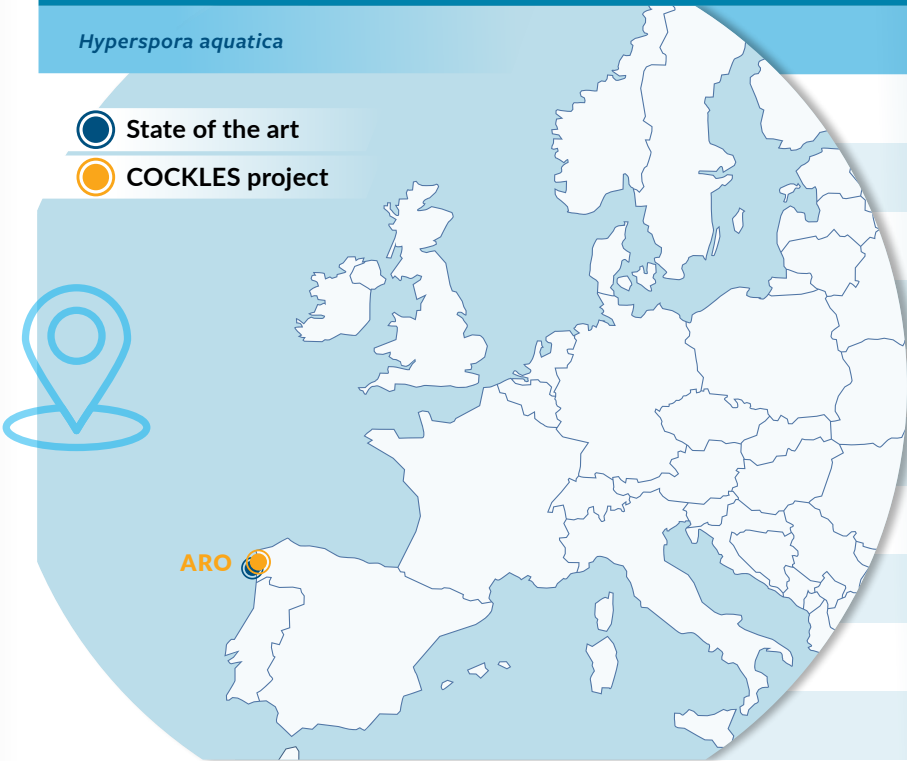 Hyperspora aquatica
State of the art
COCKLES project
ARO